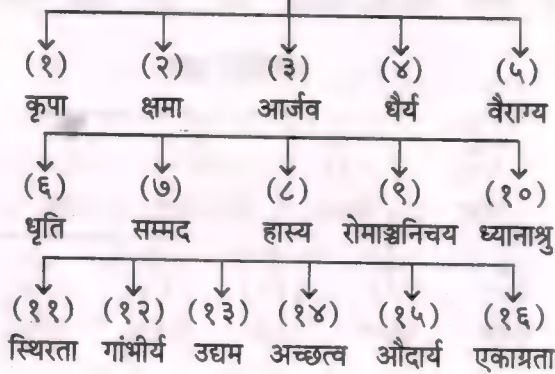 (१) (२) (३) (४) (५)
कृपा क्षमा आर्जव धैर्य वैराग्य
(६) (७) (८) (९) (१०)
धृति सम्मद हास्य रोमाञ्चनिचय ध्यानाश्रु
(११) (१२) (१३) (१४) (१५) (१६)
स्थिरता गांभीर्य उद्यम अच्छत्व औदार्य एकाग्रता